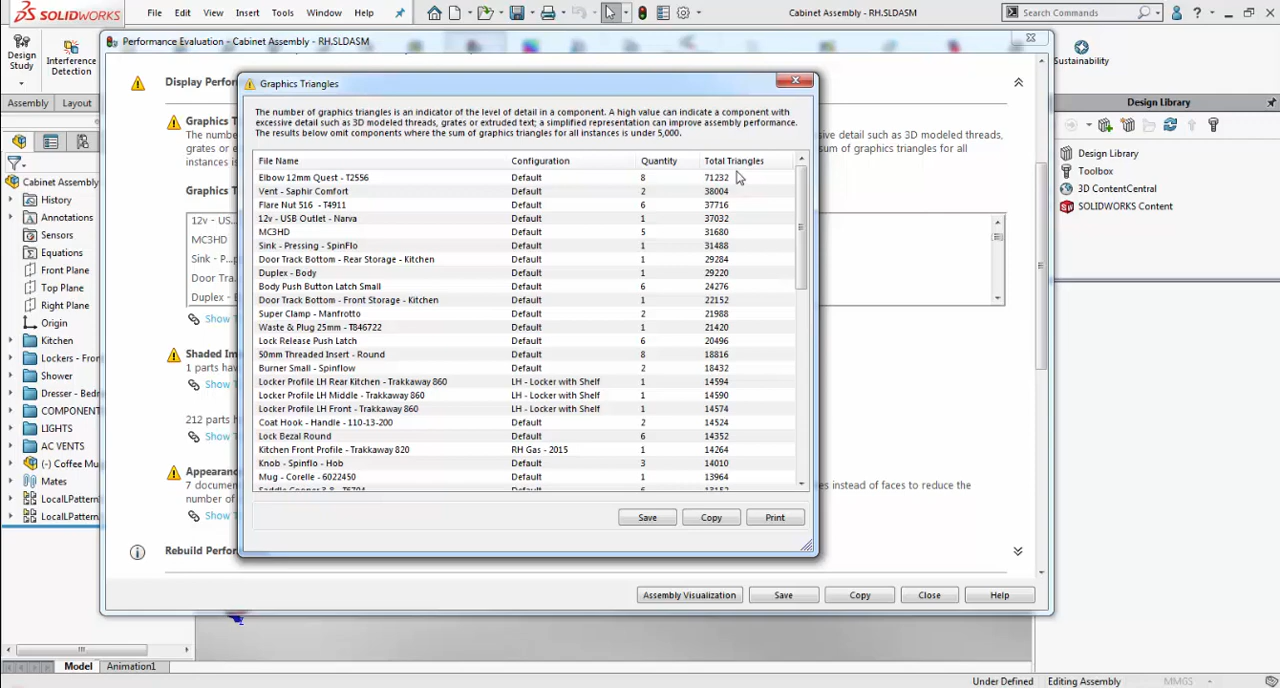 SOLIDWORKS File Edit View Insert Tools Window Help Cabinet Assembly - RH.SLDASM Search Commands
Performance Evaluation - Cabinet Assembly - RH.SLDASM
Design Study
Interference Detection
Sustainability
Assembly Layout
Display Perfor
Graphics Triangles
The number of graphics triangles is an indicator of the level of detail in a component. A high value can indicate a component with
excessive detail such as 3D modeled threads, grates or extruded text; a simplified representation can improve assembly performance.
The results below omit components where the sum of graphics triangles for all instances is under 5,000.
File Name Configuration Quantity Total Triangles
Elbow 12mm Quest - T2556 Default 8 71232
Vent - Saphir Comfort Default 2 38004
Flare Nut 516 - T4911 Default 6 37716
12v - USB Outlet - Narva Default 1 37032
MC3HD Default 5 31680
Sink - Pressing - SpinFlo Default 1 31488
Door Track Bottom - Rear Storage - Kitchen Default 1 29284
Duplex - Body Default 1 29220
Body Push Button Latch Small Default 6 24276
Door Track Bottom - Front Storage - Kitchen Default 1 22152
Super Clamp - Manfrotto Default 2 21988
Waste & Plug 25mm - T846722 Default 1 21420
Lock Release Push Latch Default 6 20496
50mm Threaded Insert - Round Default 8 18816
Burner Small - Spinflow Default 2 18432
Locker Profile LH Rear Kitchen - Trakkaway 860 LH - Locker with Shelf 1 14594
Locker Profile LH Middle - Trakkaway 860 LH - Locker with Shelf 1 14590
Locker Profile LH Front - Trakkaway 860 LH - Locker with Shelf 1 14574
Coat Hook - Handle - 110-13-200 Default 2 14524
Lock Bezal Round Default 6 14352
Kitchen Front Profile - Trakkaway 820 RH Gas - 2015 1 14264
Knob - Spinflo - Hob Default 3 14010
Mug - Corelle - 6022450 Default 1 13964
Save Copy Print
Graphics T
The numbe
grates or e
instances is
ssive detail such as 3D modeled threads,
sum of graphics triangles for all
Graphics T
12v - US...
MC3HD
Sink - P...p
Door Tra
Duplex - B
Show T
Shaded Im
1 parts hav
Show T
212 parts h
Show T
Appearanc
7 documen
number of
es instead of faces to reduce the
Show T
Rebuild Perfor
Assembly Visualization Save Copy Close Help
Cabinet Assembly
History
Annotations
Sensors
Equations
Front Plane
Top Plane
Right Plane
Origin
Kitchen
Lockers - Fron
Shower
Dresser - Bed
COMPONENT
LIGHTS
AC VENTS
(-) Coffee Mu
Mates
LocalLPattern
LocalLPattern
Design Library
Design Library
Toolbox
3D ContentCentral
SOLIDWORKS Content
Model Animation1
Under Defined Editing Assembly MMGS